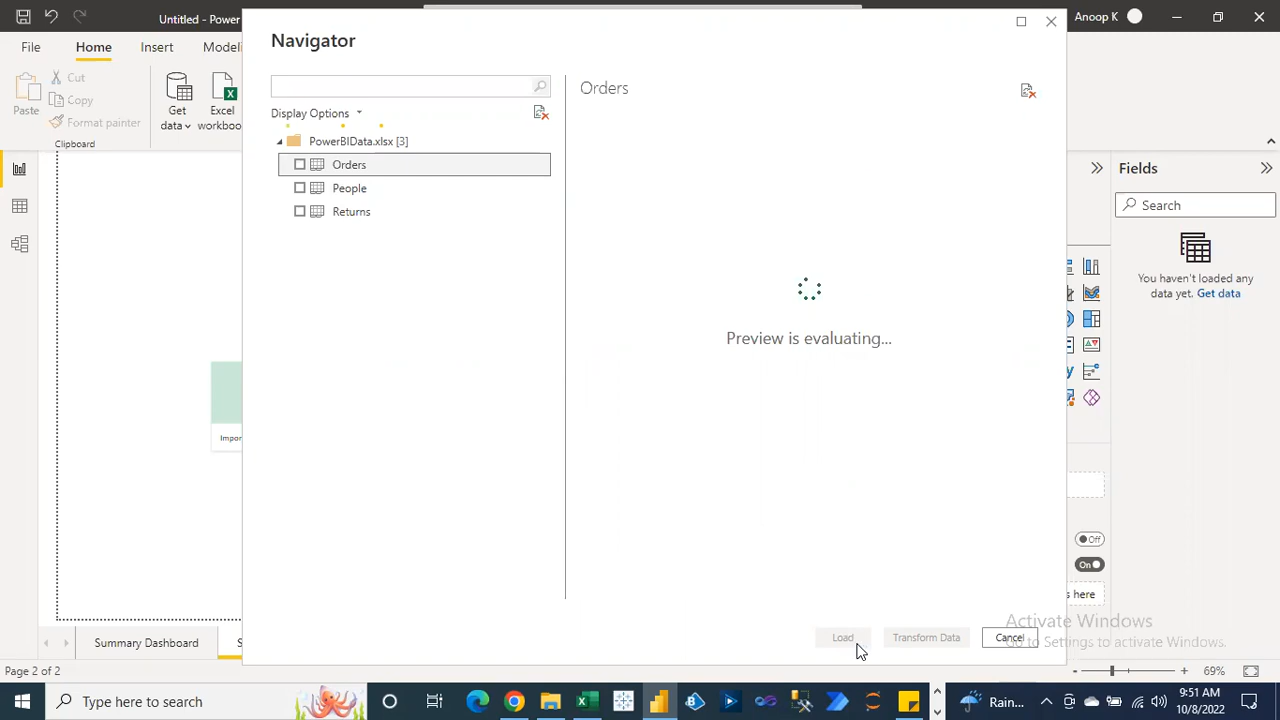 Untitled - Power
Anoop K
File
Home
Insert
Modeli
Paste
Cut
Copy
Format painter
Clipboard
Get
data
Excel
workboo
Navigator
Display Options
PowerBIData.xlsx [3]
Orders
People
Returns
Orders
Preview is evaluating...
Load
Transform Data
Cancel
Fields
Search
You haven't loaded any
data yet. Get data
Impor
Off
On
s here
Activate Windows
Go to Settings to activate Windows.
Summary Dashboard
S
Page 2 of 2
69%
Type here to search
Rain...
9:51 AM
10/8/2022